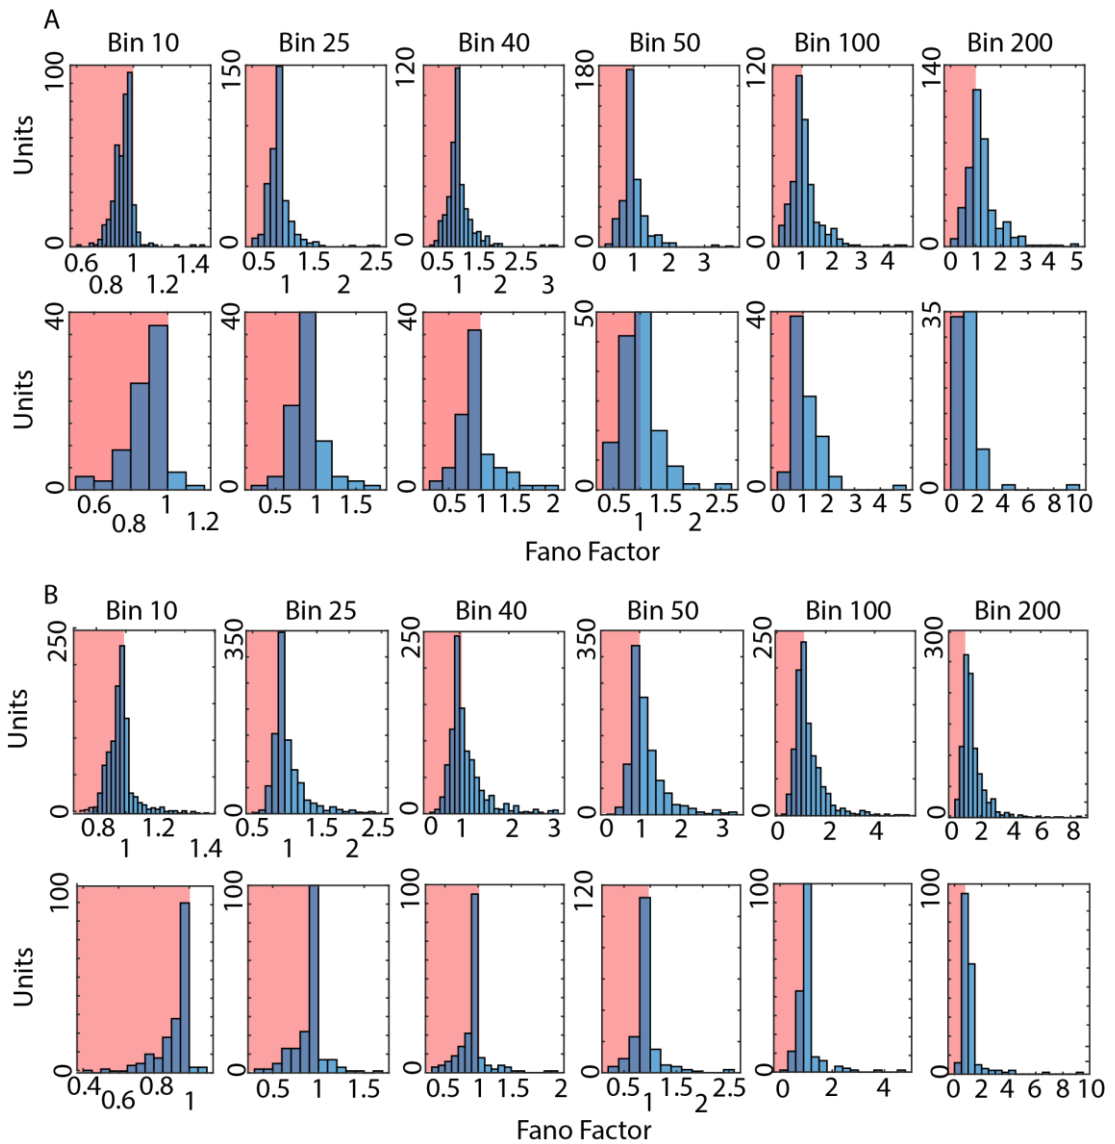 A
Bin 10 Bin 25 Bin 40 Bin 50 Bin 100 Bin 200
Units
100 0 150 0 120 0 180 0 120 0 140 0
0.6 1 1.4 0.5 1.5 2.5 0.5 1.5 2.5 0 1 2 3 0 1 2 3 4 0 1 2 3 4 5
0.8 1.2 1 2 1 2 3
Units
40 0 40 0 40 0 50 0 40 0 35 0
0.6 1 0 0.5 1 1.5 0.5 1 1.5 2 0.5 1.5 2.5 0 1 2 3 4 5 0 2 4 6 8 10
0.8 1.2 1 2
Fano Factor
B
Bin 10 Bin 25 Bin 40 Bin 50 Bin 100 Bin 200
Units
250 0 350 0 250 0 350 0 250 0 300 0
0.8 1.2 0.5 1.5 2.5 0 1 2 3 0 1 2 3 0 2 4 0 2 4 6 8
1 1.4 1 2
Units
100 0 100 0 100 0 120 0 100 0 100 0
0.4 0.8 0.5 1 1.5 0.5 1 1.5 2 0.5 1.5 2.5 0 2 4 0 2 4 6 8 10
0.6 1 1 2
Fano Factor